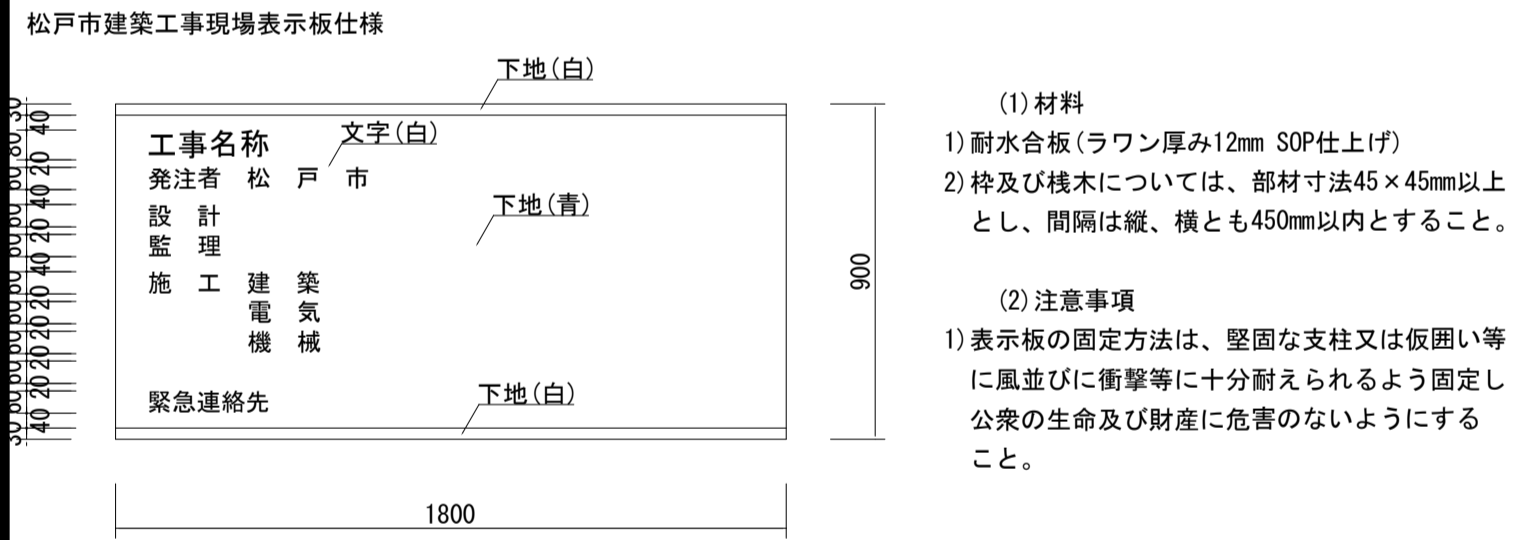 松戸市建築工事現場表示板仕様
下地(白)
工事名称
文字(白)
発注者 松 戸 市
下地(青)
設 計
監 理
施 工 建 築
電 気
機 械
緊急連絡先
下地(白)
40
20
40
20
40
20
20
20
20
40
900
1800
(1)材料
1)耐水合板(ラワン厚み12mm SOP仕上げ)
2)枠及び桟木については、部材寸法45×45mm以上
とし、間隔は縦、横とも450mm以内とすること。
(2)注意事項
1)表示板の固定方法は、堅固な支柱又は仮囲い等
に風並びに衝撃等に十分耐えられるよう固定し
公衆の生命及び財産に危害のないようにする
こと。